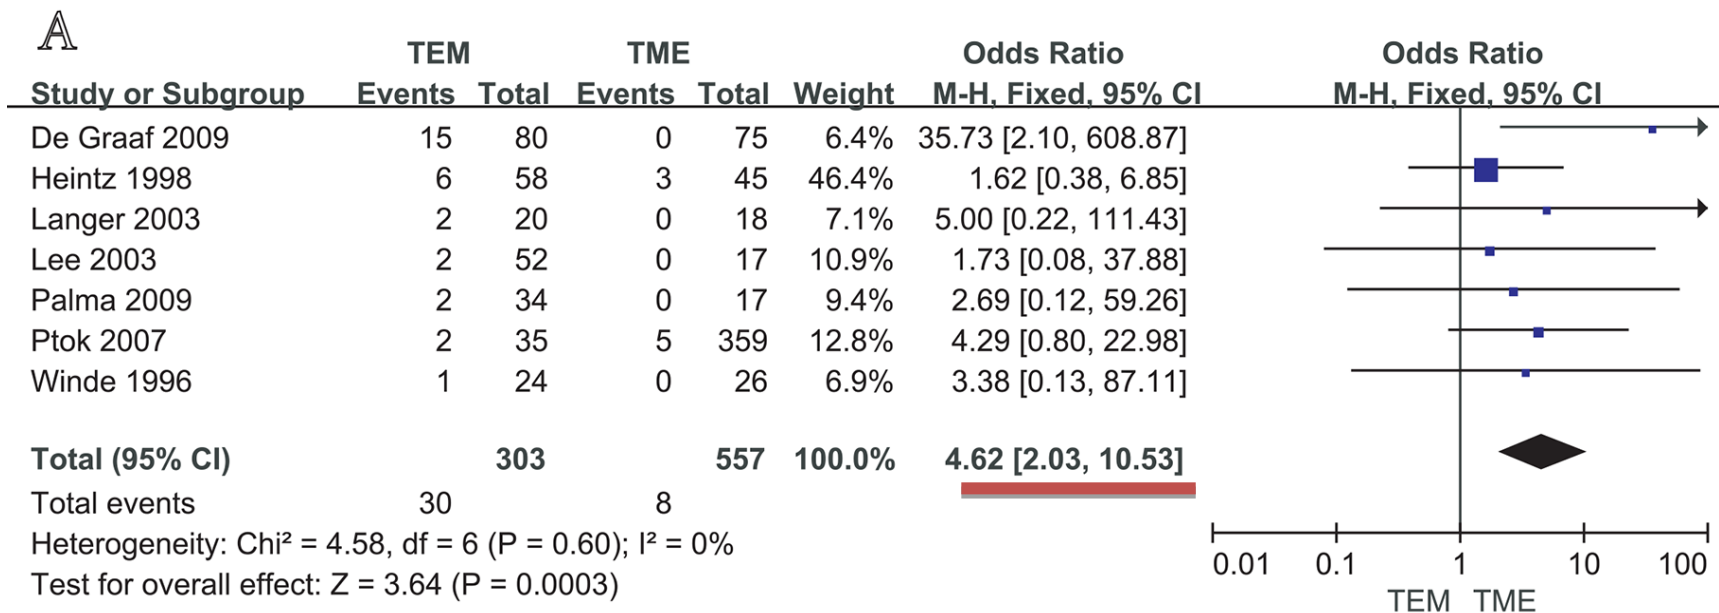 A
TEM TME Odds Ratio Odds Ratio
Study or Subgroup Events Total Events Total Weight M-H, Fixed, 95% CI M-H, Fixed, 95% CI
De Graaf 2009 15 80 0 75 6.4% 35.73 [2.10, 608.87]
Heintz 1998 6 58 3 45 46.4% 1.62 [0.38, 6.85]
Langer 2003 2 20 0 18 7.1% 5.00 [0.22, 111.43]
Lee 2003 2 52 0 17 10.9% 1.73 [0.08, 37.88]
Palma 2009 2 34 0 17 9.4% 2.69 [0.12, 59.26]
Ptok 2007 2 35 5 359 12.8% 4.29 [0.80, 22.98]
Winde 1996 1 24 0 26 6.9% 3.38 [0.13, 87.11]
Total (95% CI) 303 557 100.0% 4.62 [2.03, 10.53]
Total events 30 8
Heterogeneity: Chi² = 4.58, df = 6 (P = 0.60); I² = 0%
Test for overall effect: Z = 3.64 (P = 0.0003)
0.01 0.1 1 10 100
TEM TME